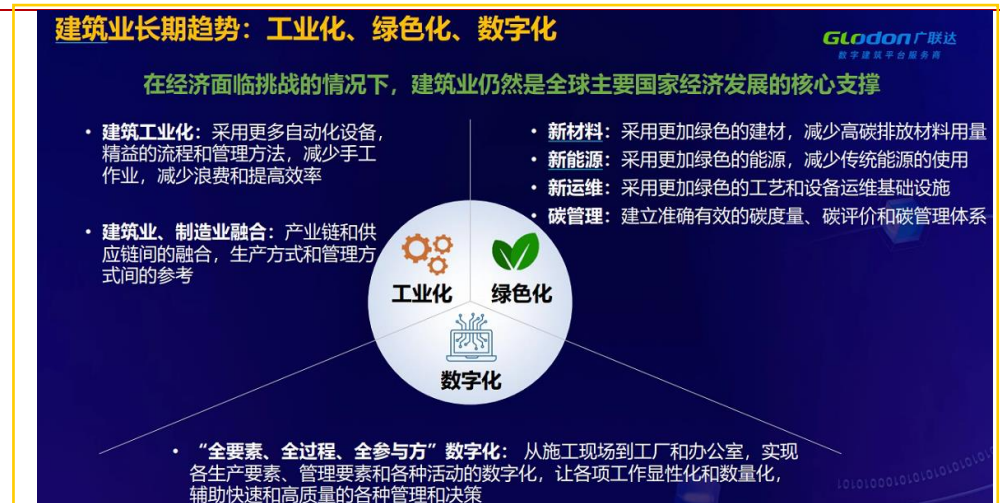 建筑业长期趋势：工业化、绿色化、数字化
GLodon广联达
数字建筑平台服务商
在经济面临挑战的情况下，建筑业仍然是全球主要国家经济发展的核心支撑
• 建筑工业化：采用更多自动化设备，
精益的流程和管理方法，减少手工
作业，减少浪费和提高效率
• 建筑业、制造业融合：产业链和供
应链间的融合，生产方式和管理方
式间的参考
• 新材料：采用更加绿色的建材，减少高碳排放材料用量
• 新能源：采用更加绿色的能源，减少传统能源的使用
• 新运维：采用更加绿色的工艺和设备运维基础设施
• 碳管理：建立准确有效的碳度量、碳评价和碳管理体系
工业化
绿色化
数字化
• “全要素、全过程、全参与方”数字化： 从施工现场到工厂和办公室，实现
各生产要素、管理要素和各种活动的数字化，让各项工作显性化和数量化，
辅助快速和高质量的各种管理和决策